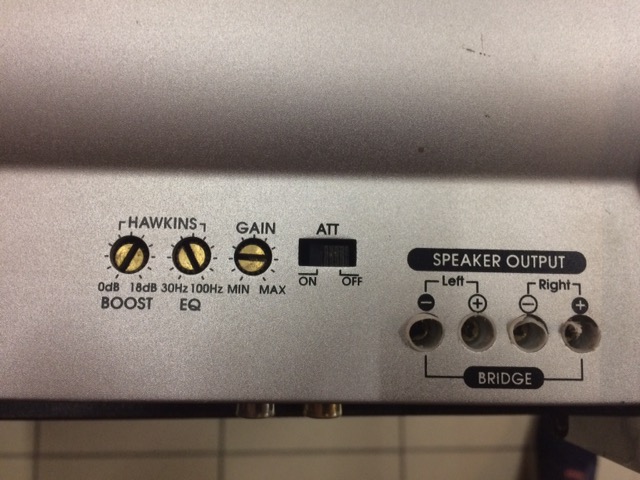 HAWKINS
GAIN
ATT
0dB 18dB 30Hz 100Hz MIN MAX
ON OFF
BOOST EQ
SPEAKER OUTPUT
Left Right
- + - +
BRIDGE